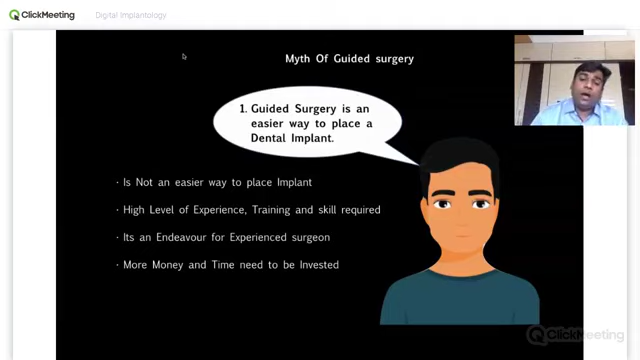 ClickMeeting
Digital Implantology
Myth Of Guided surgery
1. Guided Surgery is an
easier way to place a
Dental Implant.
· Is Not an easier way to place Implant
· High Level of Experience, Training and skill required
· Its an Endeavour for Experienced surgeon
· More Money and Time need to be Invested
ClickMeeting